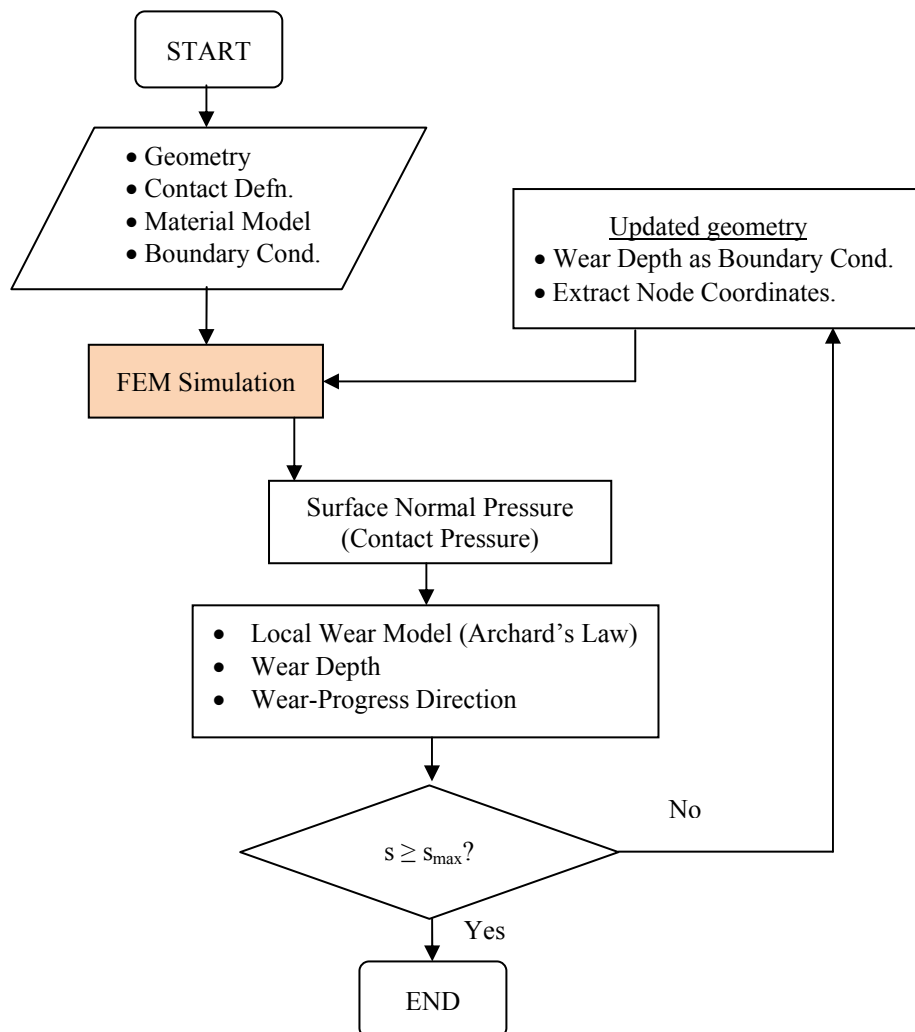 START
• Geometry
• Contact Defn.
• Material Model
• Boundary Cond.
Updated geometry
• Wear Depth as Boundary Cond.
• Extract Node Coordinates.
FEM Simulation
Surface Normal Pressure
(Contact Pressure)
• Local Wear Model (Archard’s Law)
• Wear Depth
• Wear-Progress Direction
No
s ≥ smax?
Yes
END